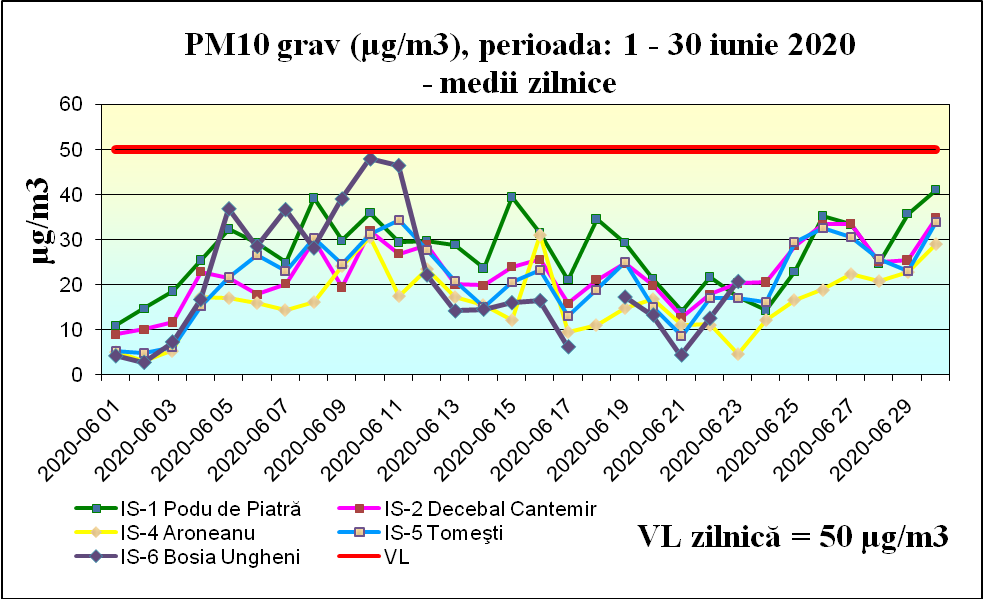 PM10 grav (µg/m3), perioada: 1 - 30 iunie 2020
- medii zilnice
µg/m3
60
50
40
30
20
10
0
2020-06 01
2020-06 03
2020-06 05
2020-06 07
2020-06 09
2020-06 11
2020-06 13
2020-06 15
2020-06 17
2020-06 19
2020-06 21
2020-06 23
2020-06 25
2020-06 27
2020-06 29
IS-1 Podu de Piatră
IS-2 Decebal Cantemir
IS-4 Aroneanu
IS-5 Tomeşti
IS-6 Bosia Ungheni
VL
VL zilnică = 50 µg/m3